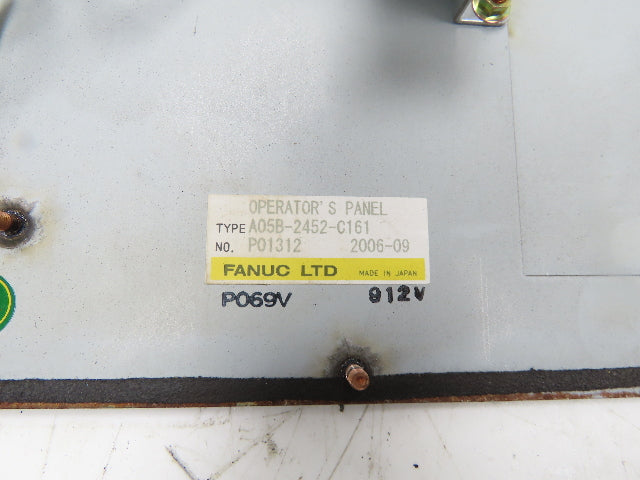 OPERATOR'S PANEL
TYPE A05B-2452-C161
NO. P01312 2006-09
FANUC LTD MADE IN JAPAN
P069V 912V